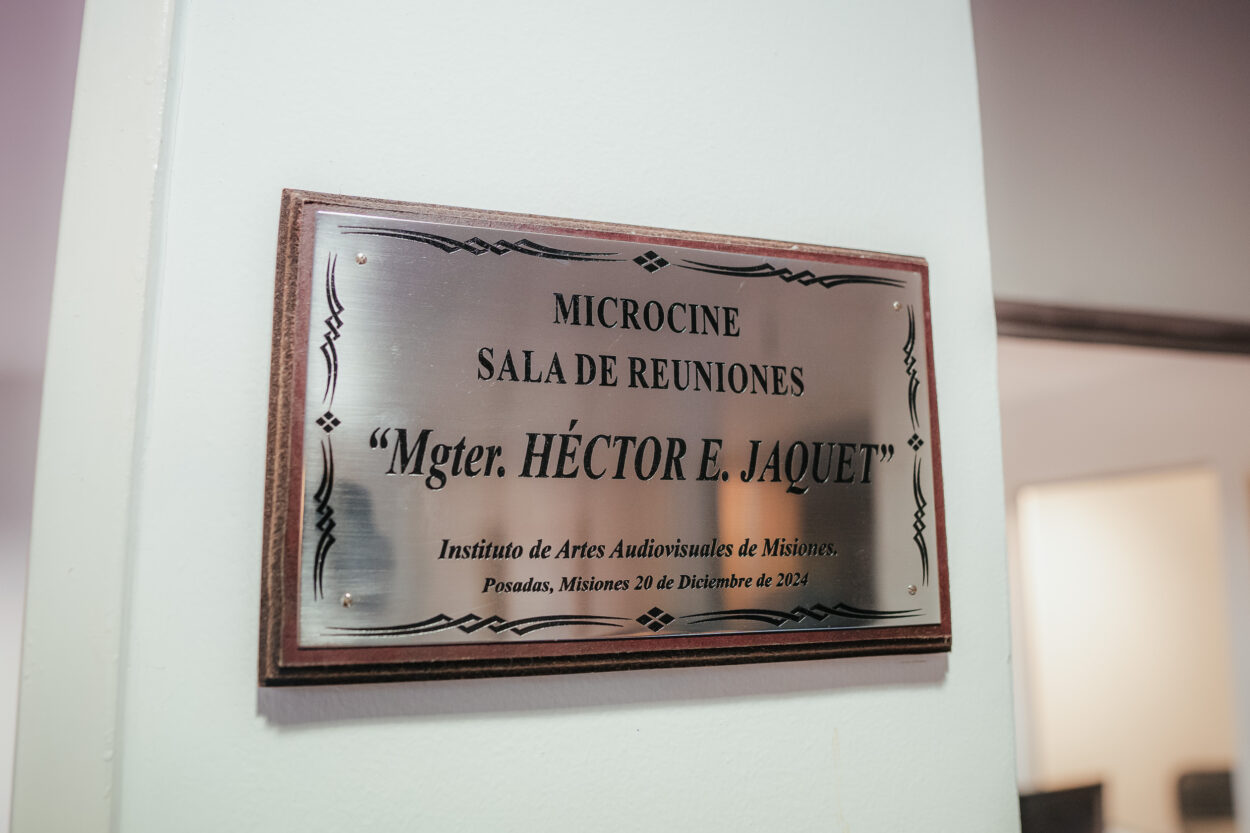 MICROCINE
SALA DE REUNIONES
“Mgter. HÉCTOR E. JAQUET”
Instituto de Artes Audiovisuales de Misiones.
Posadas, Misiones 20 de Diciembre de 2024